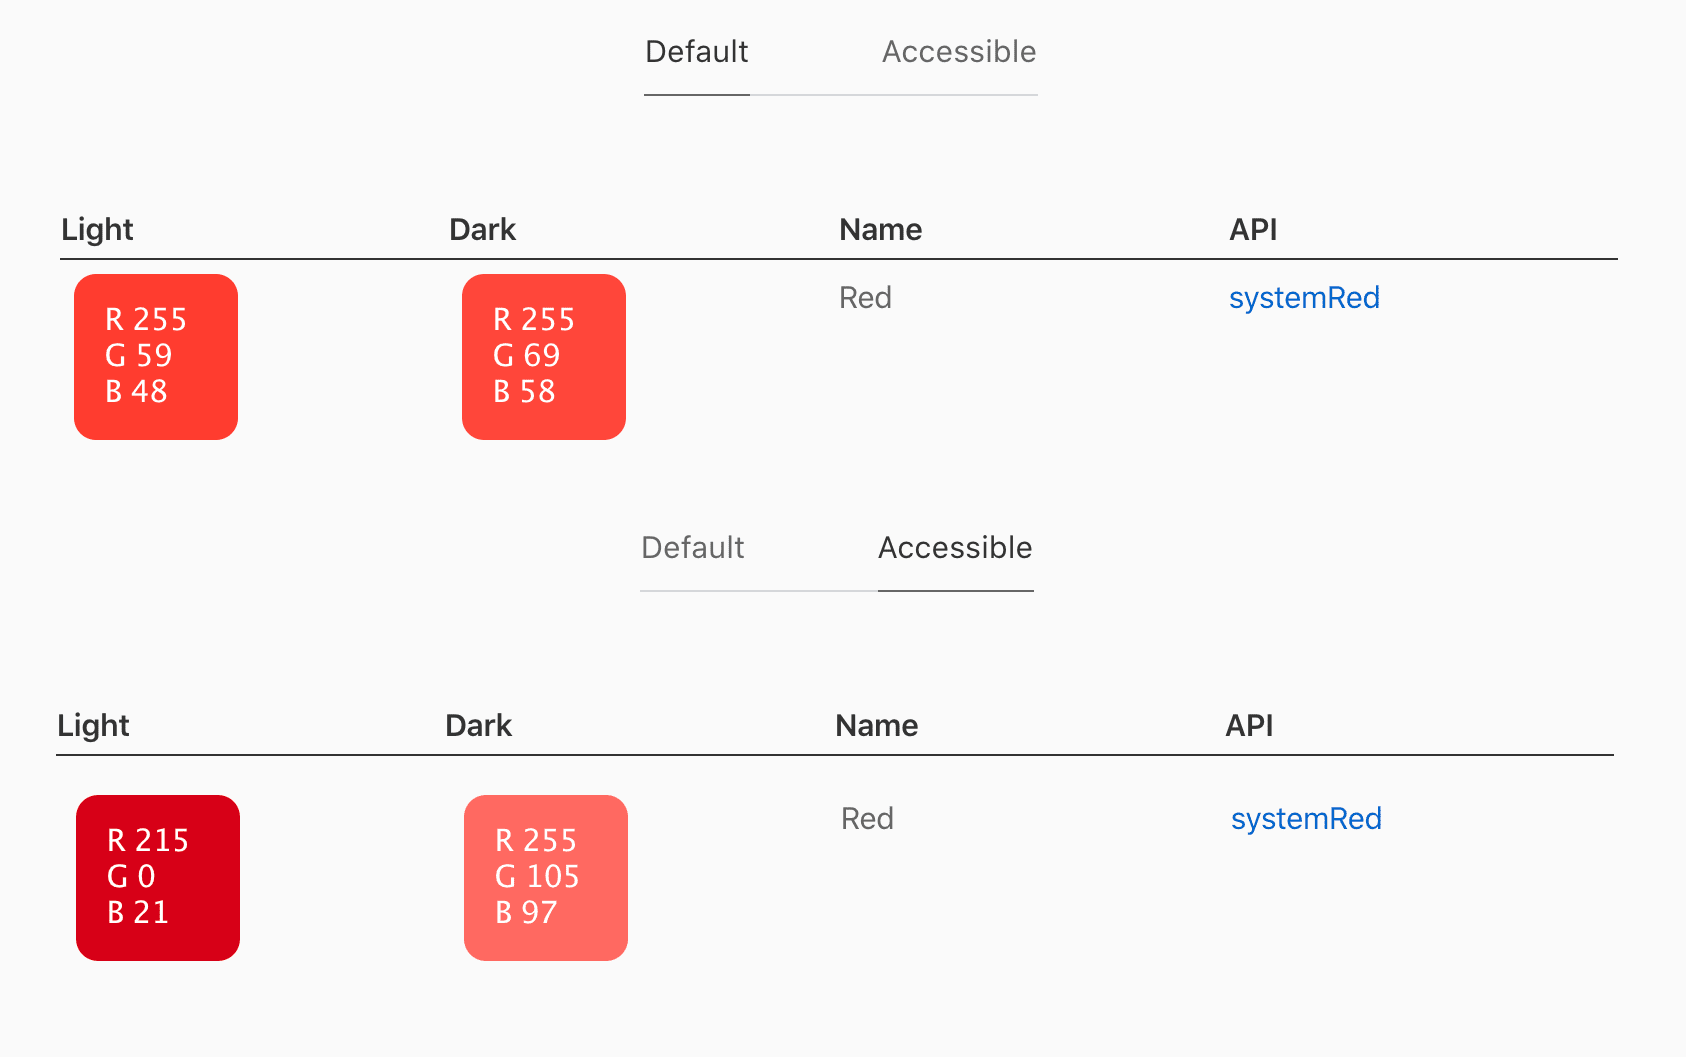 Default Accessible
Light Dark Name API
R 255 R 255 Red systemRed
G 59 G 69
B 48 B 58
Default Accessible
Light Dark Name API
R 215 R 255 Red systemRed
G 0 G 105
B 21 B 97